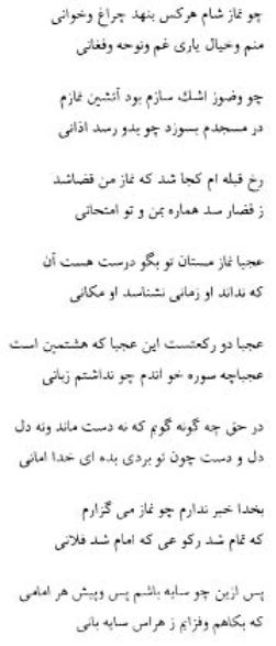 چو نماز شام هرکس بنهد چراغ وخوانی
منم وخیال یاری غم ونوحه وفغانی
چو وضوز اشك سازم بود آتشین نمازم
در مسجدم بسوزد چو بدو رسد اذانی
رخ قبله ام کجا شد که نماز من قضاشد
ز قضار سد هماره بمن و تو امتحانی
عجبا نماز مستان تو بگو درست هست آن
که نداند او زمانی نشناسد او مکانی
عجبا دو رکعتست این عجبا که هشتمین است
عجباچه سوره خو اندم چو نداشتم زبانی
در حق چه گونه گوبم که نه دست ماند ونه دل
دل و دست چون تو بردی بده ای خدا امانی
بخدا خبر ندارم چو نماز می گزارم
که تمام شد رکو عی که امام شد فلانی
پس ازین چو سایه باشم پس وپیش هر امامی
که بکاهم وفزایم ز هراس سایه بانی